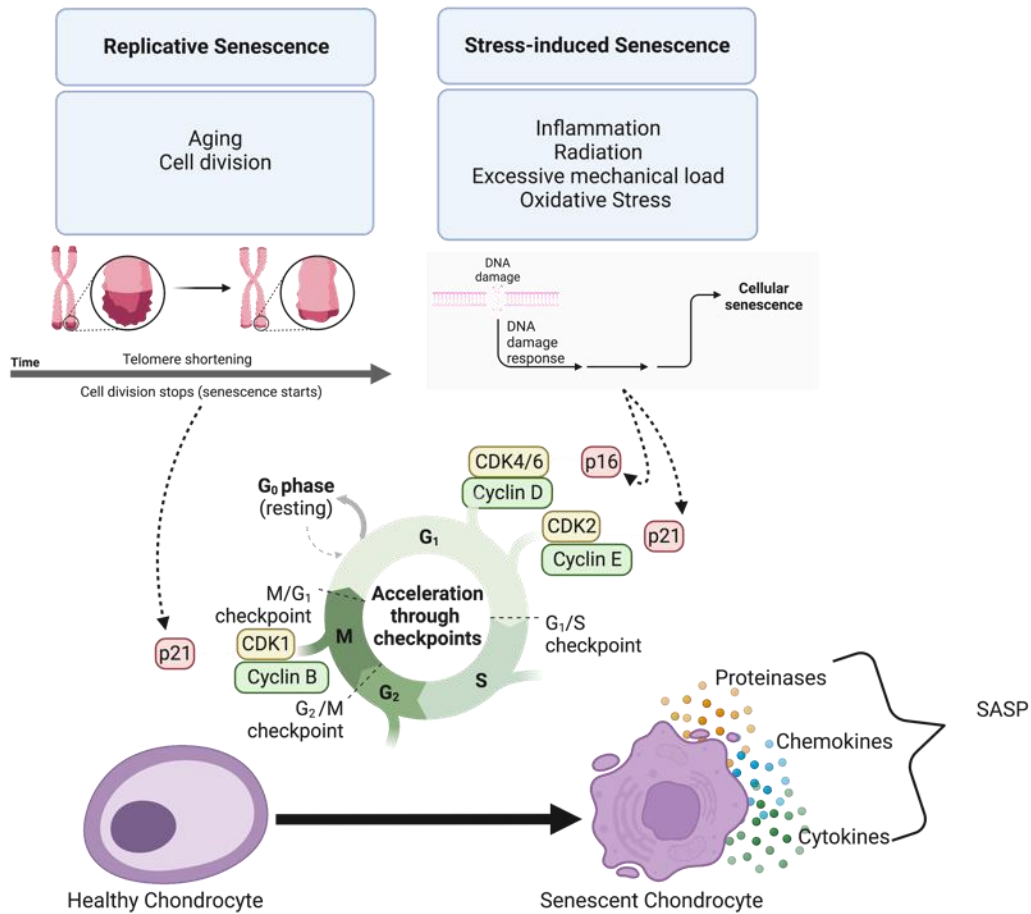 Replicative Senescence
Stress-induced Senescence
Aging
Cell division
Inflammation
Radiation
Excessive mechanical load
Oxidative Stress
Time
Telomere shortening
Cell division stops (senescence starts)
DNA
damage
DNA
damage
response
Cellular
senescence
p21
G₀ phase
(resting)
CDK4/6
Cyclin D
p16
CDK2
Cyclin E
p21
G₁
M/G₁
checkpoint
Acceleration
through
checkpoints
G₁/S
checkpoint
CDK1
Cyclin B
M
G₂
S
G₂/M
checkpoint
Proteinases
Chemokines
Cytokines
SASP
Healthy Chondrocyte
Senescent Chondrocyte